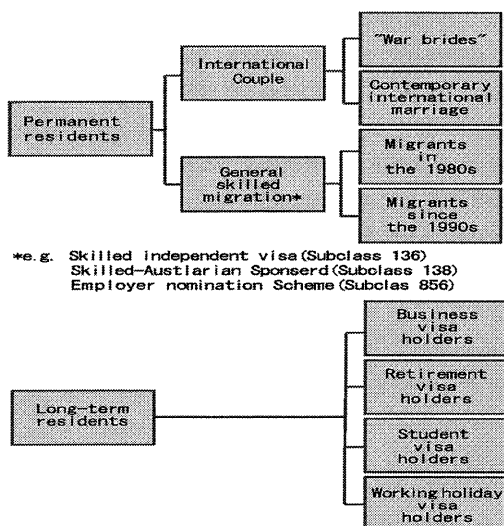 Permanent
residents
International
Couple
"War brides"
Contemporary
international
marriage
General
skilled
migration*
Migrants
in
the 1980s
Migrants
since
the 1990s
*e.g. Skilled independent visa(Subclass 136)
Skilled-Austlarian Sponserd(Subclas 138)
Employer nomination Scheme(Subclas 856)
Long-term
residents
Business
visa
holders
Retirement
visa
holders
Student
visa
holders
Working holiday
visa
holders